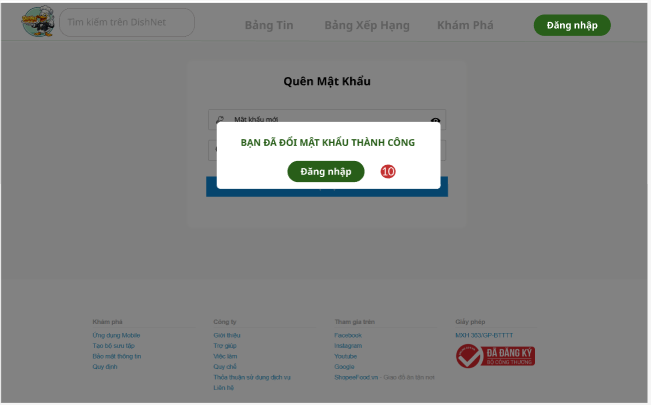 Tìm kiếm trên DishNet
Bảng Tin
Bảng Xếp Hạng
Khám Phá
Đăng nhập
Quên Mật Khẩu
Mật khẩu mới
BẠN ĐÃ ĐỔI MẬT KHẨU THÀNH CÔNG
Đăng nhập
10
Khám phá
Ứng dụng Mobile
Tạo bộ sưu tập
Bảo mật thông tin
Quy định
Công ty
Giới thiệu
Trợ giúp
Việc làm
Quy chế
Thỏa thuận sử dụng dịch vụ
Liên hệ
Tham gia trên
Facebook
Instagram
Youtube
Google
ShopeeFood.vn - Giao đồ ăn tận nơi
Giấy phép
MXH 363/GP-BTTTT
ĐÃ ĐĂNG KÝ
BỘ CÔNG THƯƠNG